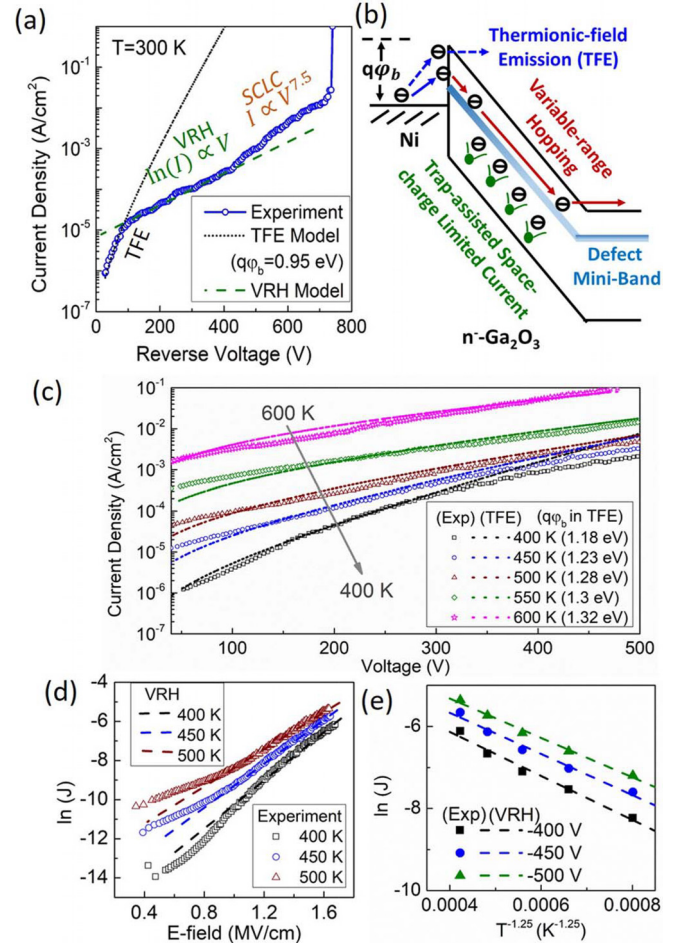 (a)
T=300 K
10⁻¹
10⁻³
10⁻⁵
10⁻⁷
Current Density (A/cm²)
SCLC
I ∝ V⁷·⁵
VRH
ln(I) ∝ V
TFE
Experiment
TFE Model
(qφb=0.95 eV)
VRH Model
0 200 400 600 800
Reverse Voltage (V)
(b)
qφb
Thermionic-field
Emission (TFE)
Variable-range
Hopping
Ni
Trap-assisted Space-
charge Limited Current
Defect
Mini-Band
n⁻-Ga₂O₃
(c)
10⁻¹
10⁻²
10⁻³
10⁻⁴
10⁻⁵
10⁻⁶
10⁻⁷
Current Density (A/cm²)
600 K
400 K
(Exp) (TFE) (qφb in TFE)
400 K (1.18 eV)
450 K (1.23 eV)
500 K (1.28 eV)
550 K (1.3 eV)
600 K (1.32 eV)
100 200 300 400 500
Voltage (V)
(d)
-4
-6
-8
-10
-12
-14
ln (J)
VRH
400 K
450 K
500 K
Experiment
400 K
450 K
500 K
0.4 0.8 1.2 1.6
E-field (MV/cm)
(e)
-6
-8
-10
ln (J)
(Exp) (VRH)
-400 V
-450 V
-500 V
0.0004 0.0006 0.0008
T⁻¹·²⁵ (K⁻¹·²⁵)